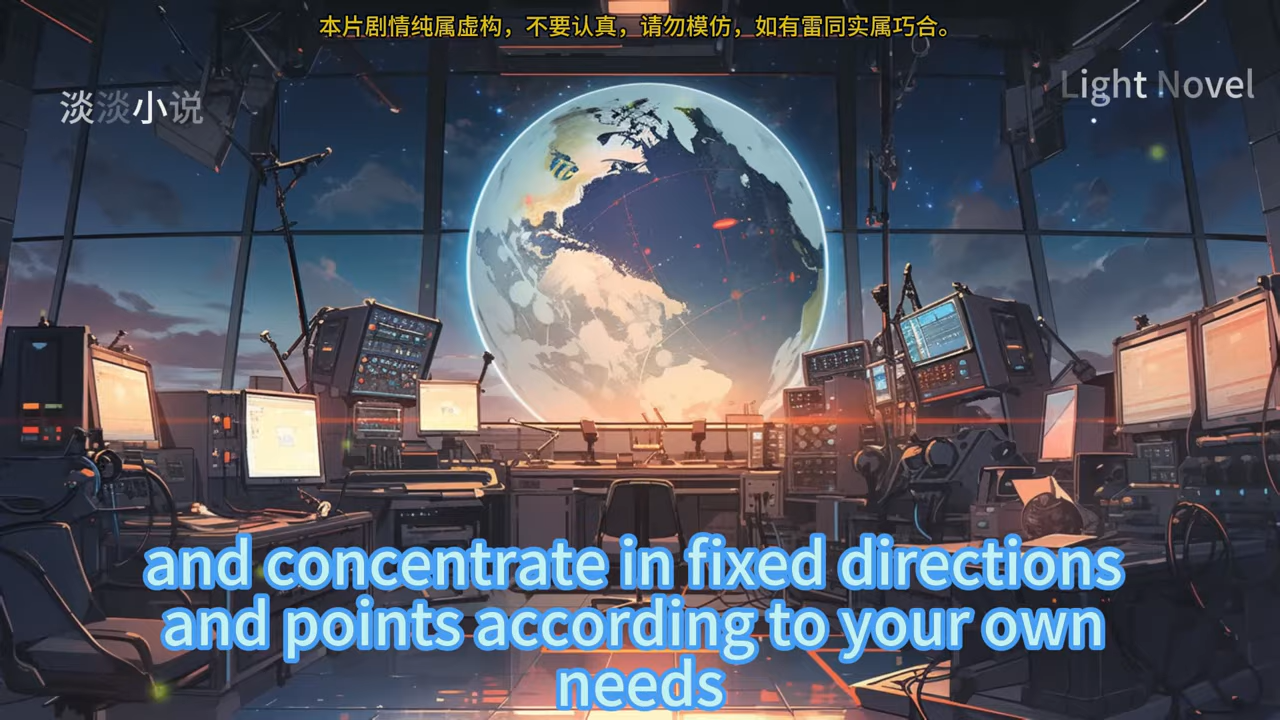 本片剧情纯属虚构，不要认真，请勿模仿，如有雷同实属巧合。
淡淡小说
Light Novel
and concentrate in fixed directions
and points according to your own
needs